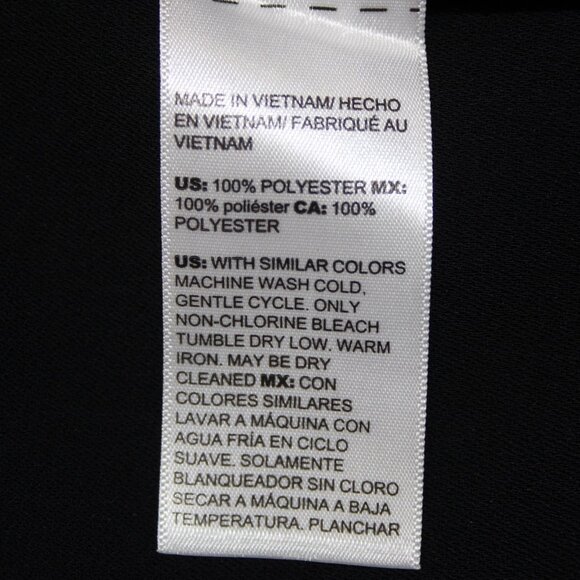 MADE IN VIETNAM/ HECHO
EN VIETNAM/ FABRIQUÉ AU
VIETNAM
US: 100% POLYESTER MX:
100% poliéster CA: 100%
POLYESTER
US: WITH SIMILAR COLORS
MACHINE WASH COLD,
GENTLE CYCLE. ONLY
NON-CHLORINE BLEACH
TUMBLE DRY LOW. WARM
IRON. MAY BE DRY
CLEANED MX: CON
COLORES SIMILARES
LAVAR A MÁQUINA CON
AGUA FRÍA EN CICLO
SUAVE. SOLAMENTE
BLANQUEADOR SIN CLORO
SECAR A MÁQUINA A BAJA
TEMPERATURA. PLANCHAR